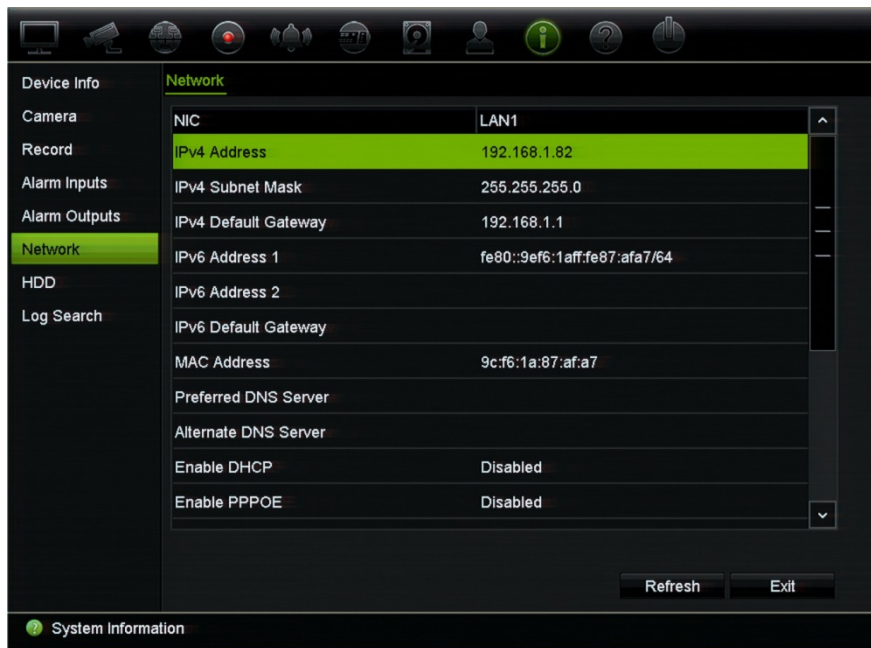 Device Info
Camera
Record
Alarm Inputs
Alarm Outputs
Network
HDD
Log Search
Network
NIC LAN1
IPv4 Address 192.168.1.82
IPv4 Subnet Mask 255.255.255.0
IPv4 Default Gateway 192.168.1.1
IPv6 Address 1 fe80::9ef6:1aff:fe87:afa7/64
IPv6 Address 2
IPv6 Default Gateway
MAC Address 9c:f6:1a:87:af:a7
Preferred DNS Server
Alternate DNS Server
Enable DHCP Disabled
Enable PPPOE Disabled
Refresh Exit
System Information